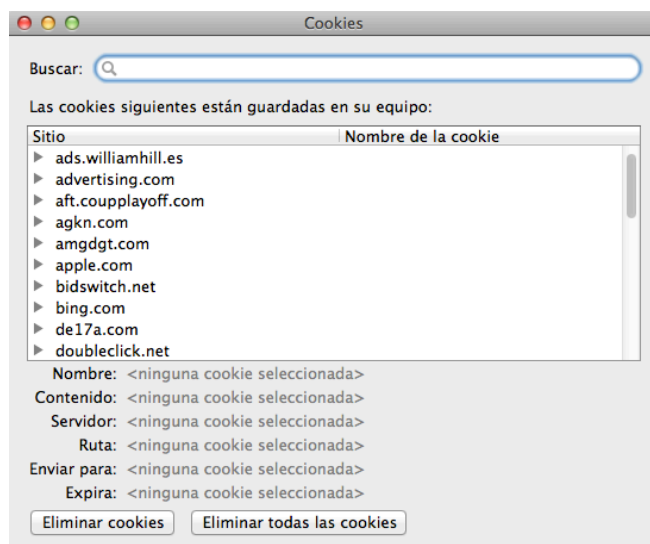 Cookies
Buscar:
Las cookies siguientes están guardadas en su equipo:
Sitio Nombre de la cookie
ads.williamhill.es
advertising.com
aft.coupplayoff.com
agkn.com
amgdgt.com
apple.com
bidswitch.net
bing.com
de17a.com
doubleclick.net
Nombre: <ninguna cookie seleccionada>
Contenido: <ninguna cookie seleccionada>
Servidor: <ninguna cookie seleccionada>
Ruta: <ninguna cookie seleccionada>
Enviar para: <ninguna cookie seleccionada>
Expira: <ninguna cookie seleccionada>
Eliminar cookies Eliminar todas las cookies